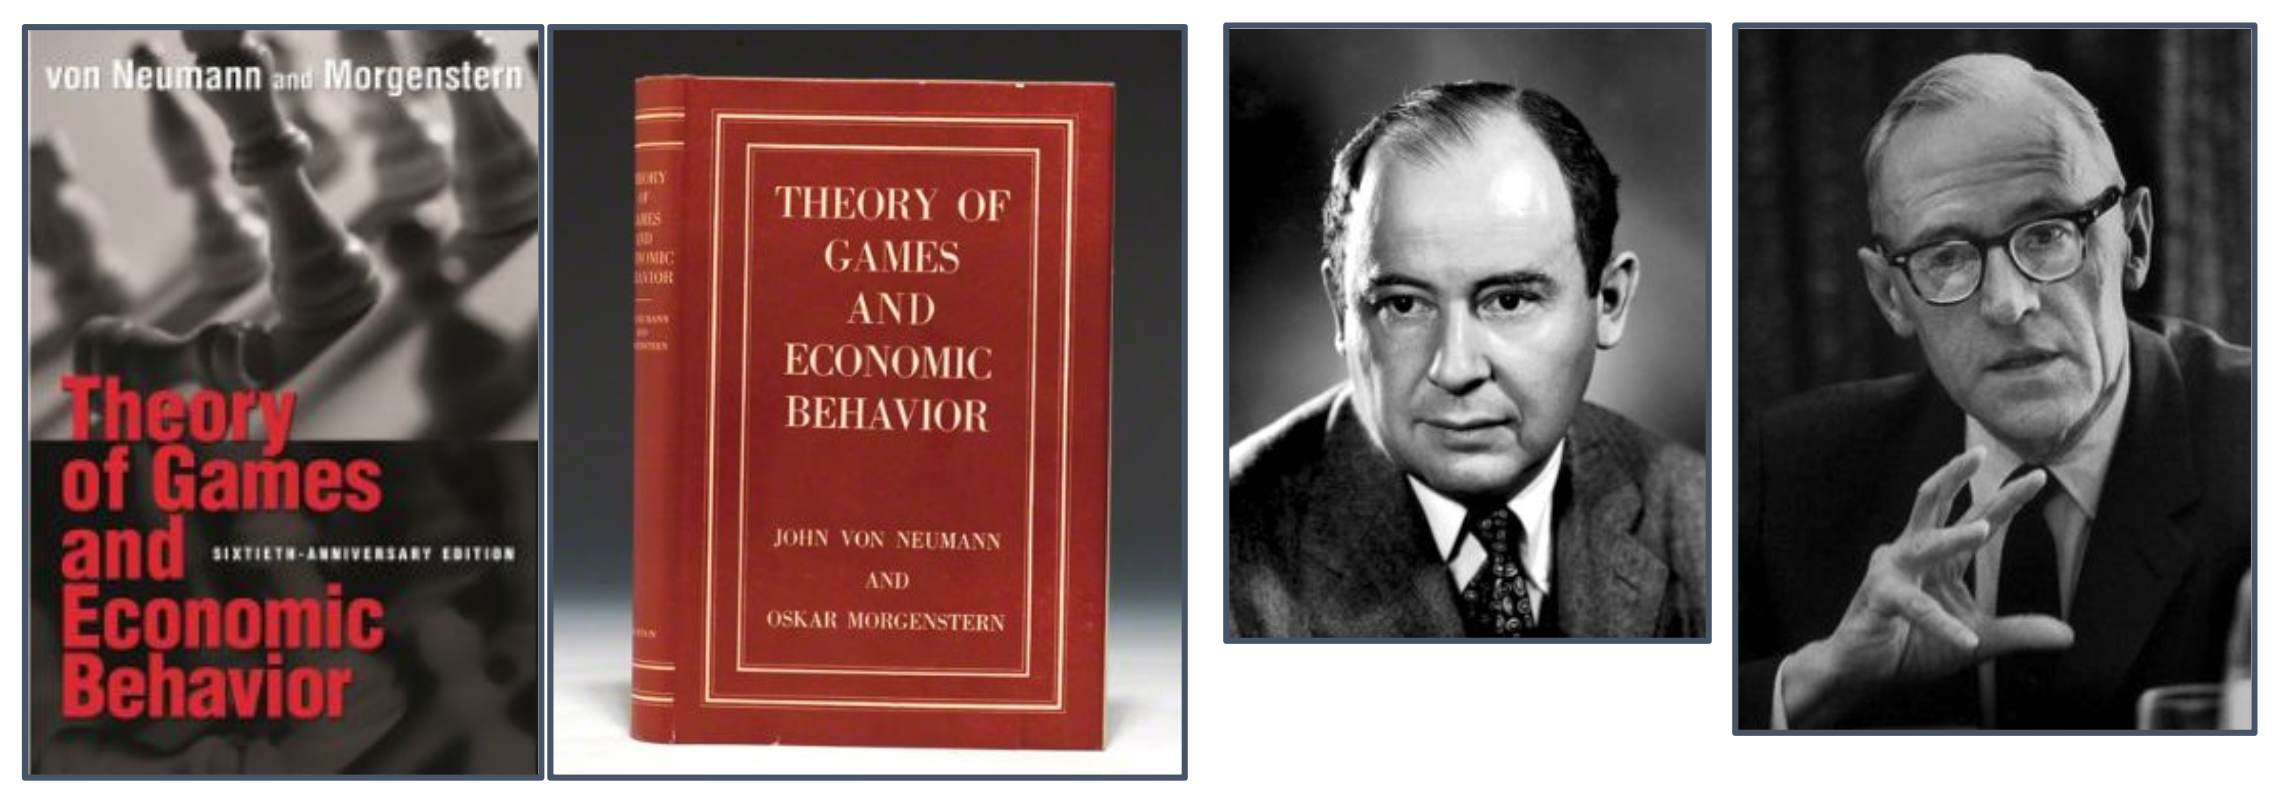 von Neumann and Morgenstern
Theory
of Games
and
SIXTIETH-ANNIVERSARY EDITION
Economic
Behavior
THEORY OF
GAMES
AND
ECONOMIC
BEHAVIOR
JOHN VON NEUMANN
AND
OSKAR MORGENSTERN